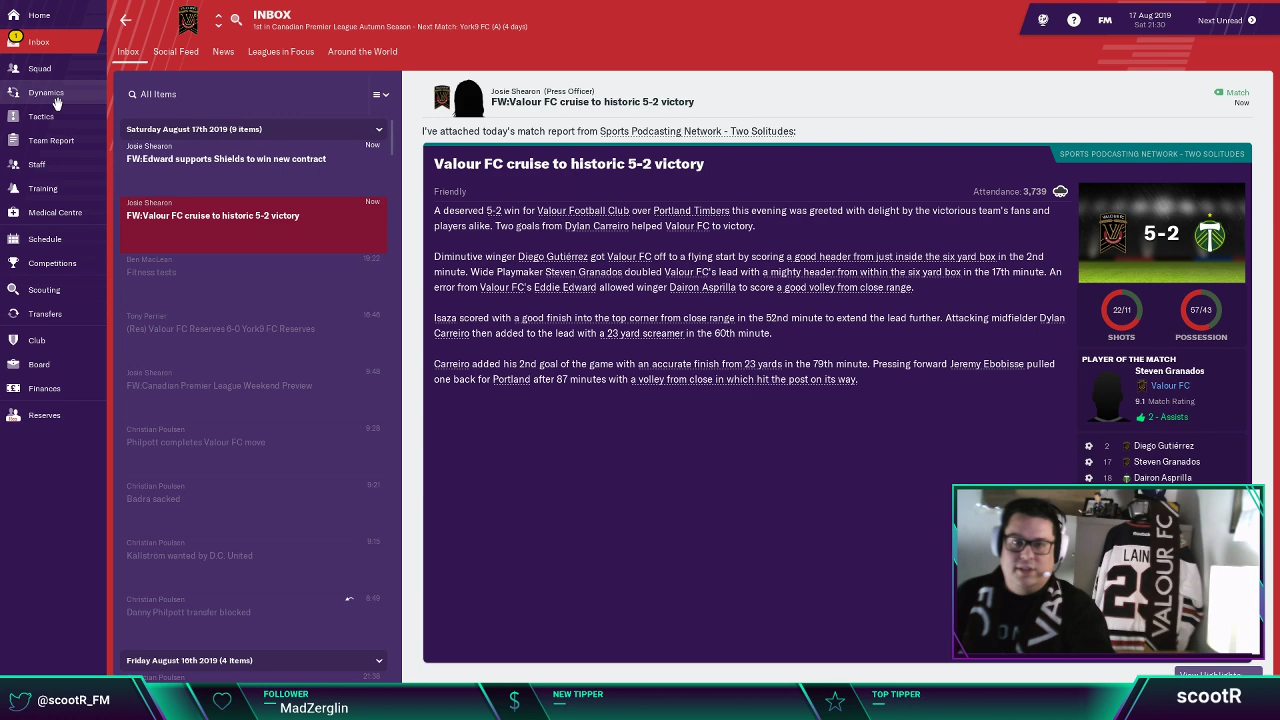 Home
Inbox
1
Squad
Dynamics
Tactics
Team Report
Staff
Training
Medical Centre
Schedule
Competitions
Scouting
Transfers
Club
Board
Finances
Reserves
INBOX
1st in Canadian Premier League Autumn Season - Next Match: York9 FC (A) (4 days)
FM
17 Aug 2019
Sat 21:30
Next Unread
Inbox
Social Feed
News
Leagues in Focus
Around the World
All Items
Saturday August 17th 2019 (9 items)
Josie Shearon
Now
FW:Edward supports Shields to win new contract
Josie Shearon
Now
FW:Valour FC cruise to historic 5-2 victory
Ben MacLean
19:22
Fitness tests
Tony Perrier
16:46
(Res) Valour FC Reserves 6-0 York9 FC Reserves
Josie Shearon
9:48
FW:Canadian Premier League Weekend Preview
Christian Poulsen
9:28
Philpott completes Valour FC move
Christian Poulsen
9:21
Badra sacked
Christian Poulsen
9:15
Kallstrom wanted by D.C. United
Christian Poulsen
8:49
Danny Philpott transfer blocked
Friday August 16th 2019 (4 items)
Christian Poulsen
21:38
Josie Shearon (Press Officer)
FW:Valour FC cruise to historic 5-2 victory
Match
Now
I've attached today's match report from Sports Podcasting Network - Two Solitudes:
SPORTS PODCASTING NETWORK - TWO SOLITUDES
Valour FC cruise to historic 5-2 victory
Friendly
Attendance: 3,739
A deserved 5-2 win for Valour Football Club over Portland Timbers this evening was greeted with delight by the victorious team's fans and
players alike. Two goals from Dylan Carreiro helped Valour FC to victory.
Diminutive winger Diego Gutiérrez got Valour FC off to a flying start by scoring a good header from just inside the six yard box in the 2nd
minute. Wide Playmaker Steven Granados doubled Valour FC's lead with a mighty header from within the six yard box in the 17th minute. An
error from Valour FC's Eddie Edward allowed winger Dairon Asprilla to score a good volley from close range.
Isaza scored with a good finish into the top corner from close range in the 52nd minute to extend the lead further. Attacking midfielder Dylan
Carreiro then added to the lead with a 23 yard screamer in the 60th minute.
Carreiro added his 2nd goal of the game with an accurate finish from 23 yards in the 79th minute. Pressing forward Jeremy Ebobisse pulled
one back for Portland after 87 minutes with a volley from close in which hit the post on its way.
5-2
22/11
SHOTS
57/43
POSSESSION
PLAYER OF THE MATCH
Steven Granados
Valour FC
9.1 Match Rating
2 - Assists
2 Diego Gutiérrez
17 Steven Granados
18 Dairon Asprilla
LAIN
2
VALOUR FC
View Highlights
@scootR_FM
FOLLOWER
MadZerglin
NEW TIPPER
TOP TIPPER
scootR